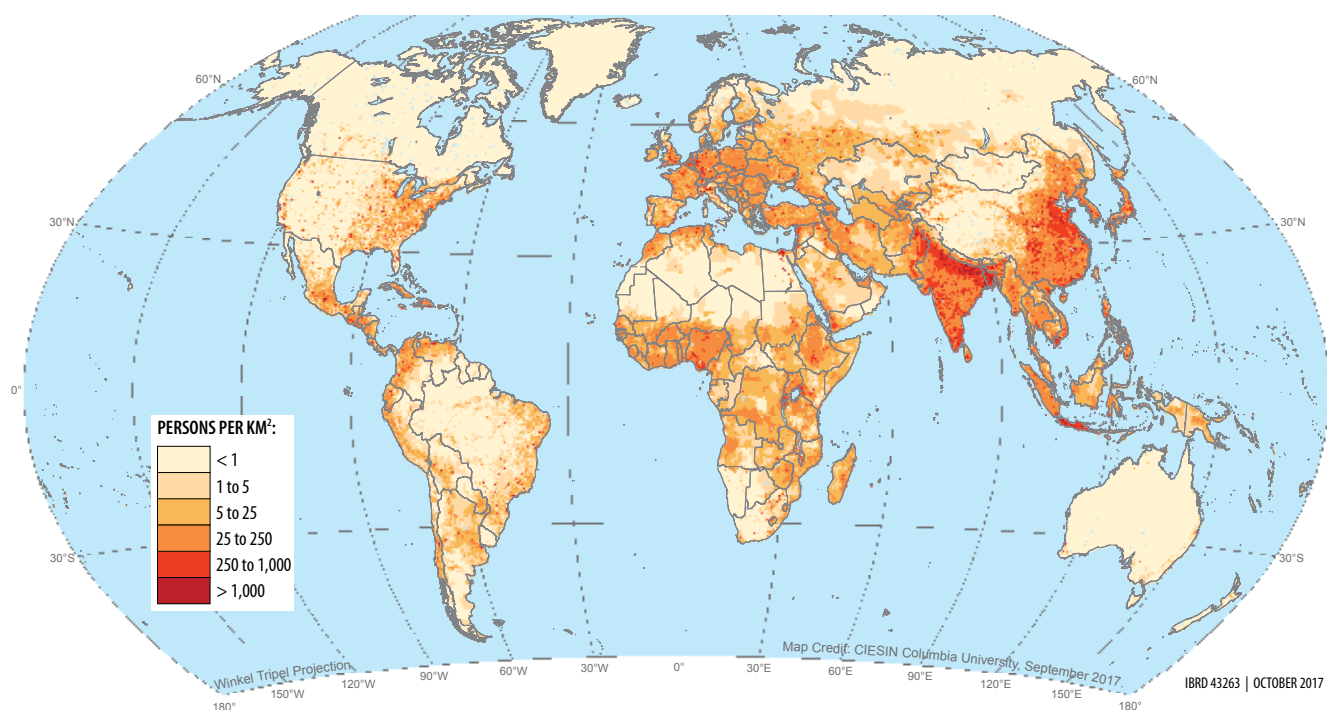 60°N
60°N
30°N
30°N
0°
PERSONS PER KM²:
< 1
1 to 5
5 to 25
25 to 250
250 to 1,000
> 1,000
30°S
30°S
Winkel Tripel Projection
Map Credit: CIESIN Columbia University, September 2017.
180°
150°W
120°W
90°W
60°W
30°W
0°
30°E
60°E
90°E
120°E
150°E
180°
IBRD 43263 | OCTOBER 2017